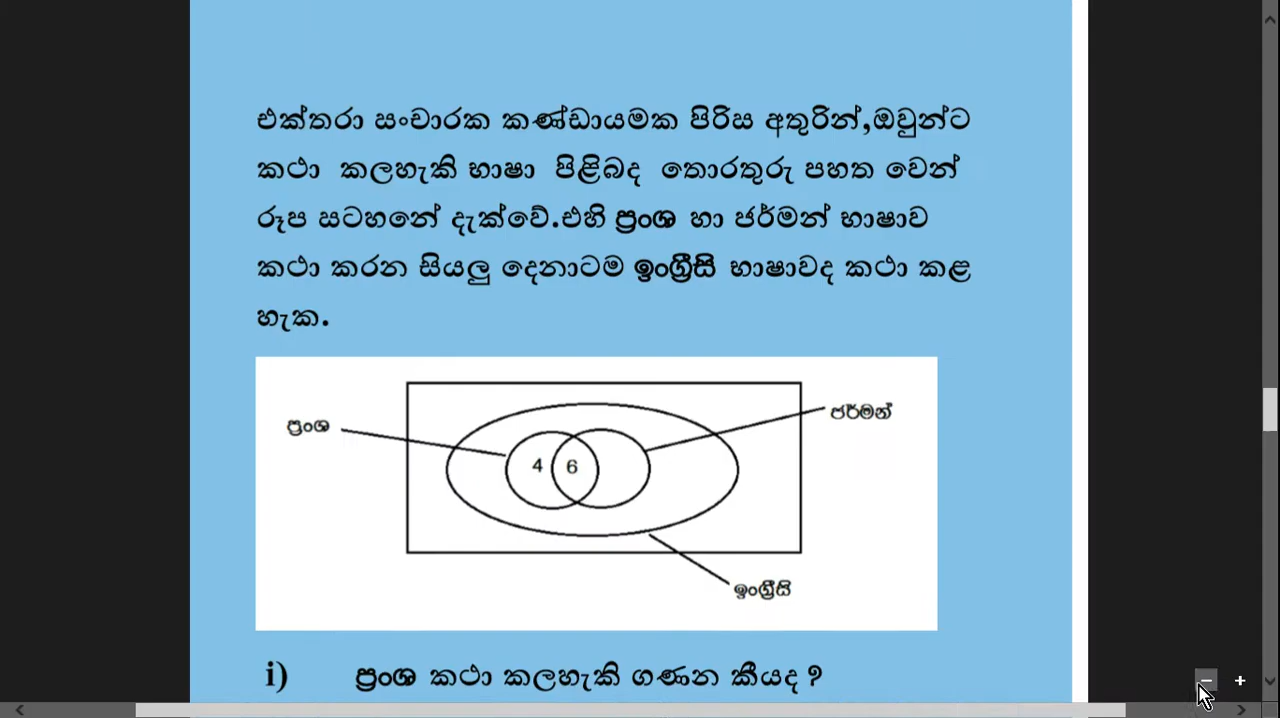 එක්තරා සංචාරක කණ්ඩායමක පිරිස අතුරින්,ඔවුන්ට
කථා කලහැකි භාෂා පිළිබද තොරතුරු පහත වෙන්
රූප සටහනේ දැක්වේ.එහි ප්‍රංශ හා ජර්මන් භාෂාව
කථා කරන සියලු දෙනාටම ඉංග්‍රීසි භාෂාවද කථා කළ
හැක.
ප්‍රංශ
ජර්මන්
4 6
ඉංග්‍රීසි
i) ප්‍රංශ කථා කලහැකි ගණන කීයද ?